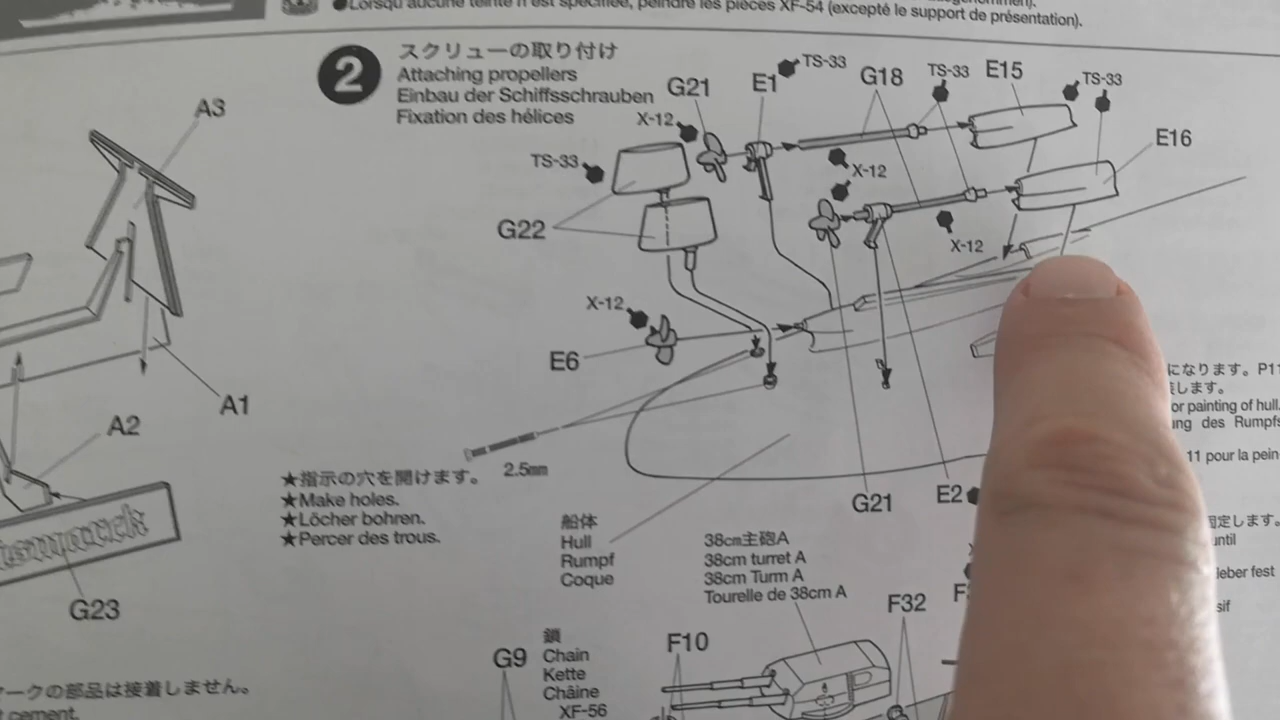 ●Lorsqu'aucune teinte n'est spécifiée, peindre les pièces XF-54 (excepté le support de présentation).
2
スクリューの取り付け
Attaching propellers
Einbau der Schiffsschrauben
Fixation des hélices
A3
A1
A2
G23
TS-33
X-12
G21
E1
TS-33
G18
TS-33
E15
TS-33
E16
X-12
X-12
G22
X-12
E6
2.5mm
★指示の穴を開けます。
★Make holes.
★Löcher bohren.
★Percer des trous.
船体
Hull
Rumpf
Coque
G21
E2
38cm主砲A
38cm turret A
38cm Turm A
Tourelle de 38cm A
F32
F10
G9
鎖
Chain
Kette
Chaîne
XF-56
になります。P11
します。
or painting of hull.
ung des Rumpfs
11 pour la pein-
固定します。
until
leber fest
sif
マークの部品は接着しません。
cement.